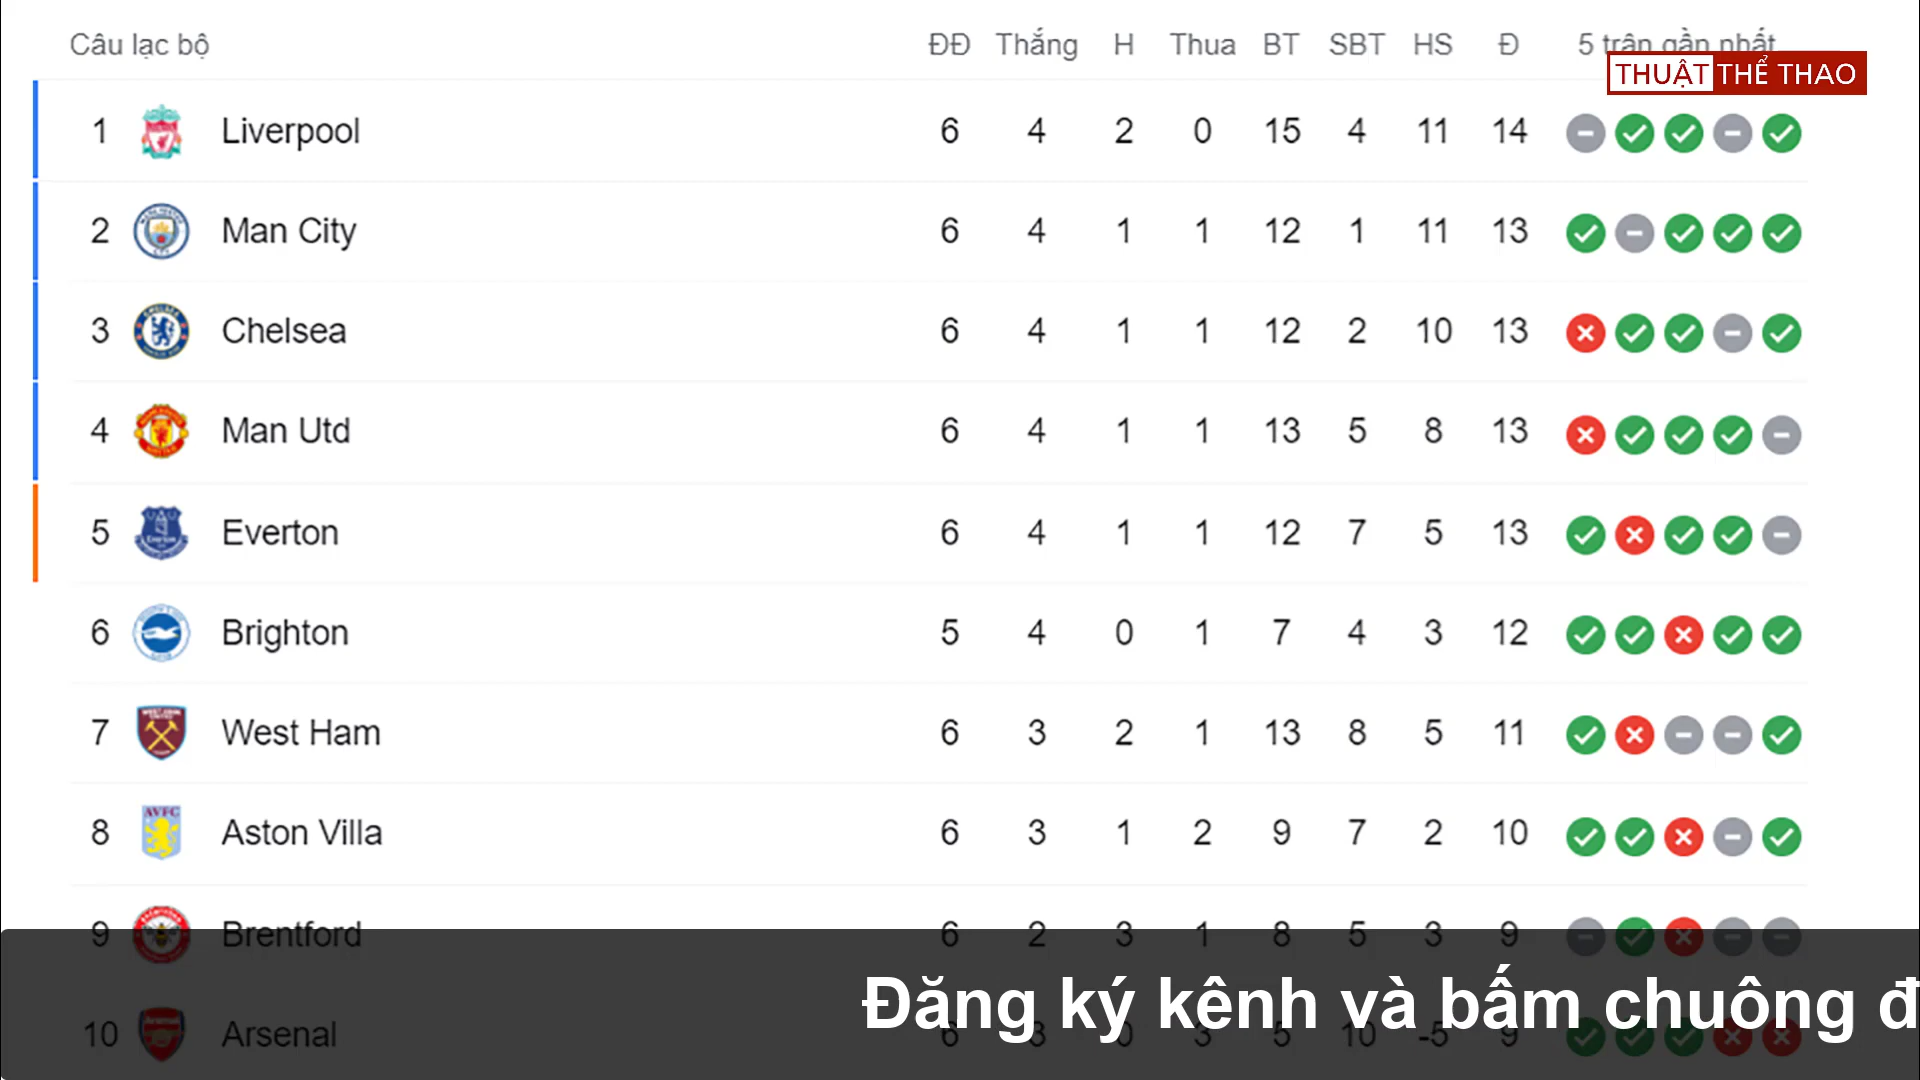 Câu lạc bộ ĐĐ Thắng H Thua BT SBT HS Đ 5 trận gần nhất
THUẬT THỂ THAO
1 Liverpool 6 4 2 0 15 4 11 14
2 Man City 6 4 1 1 12 1 11 13
3 Chelsea 6 4 1 1 12 2 10 13
4 Man Utd 6 4 1 1 13 5 8 13
5 Everton 6 4 1 1 12 7 5 13
6 Brighton 5 4 0 1 7 4 3 12
7 West Ham 6 3 2 1 13 8 5 11
8 AVFC Aston Villa 6 3 1 2 9 7 2 10
9 Brentford 6 2 3 1 8 5 3 9
10 Arsenal 6 3 0 3 5 10 -5 9
Đăng ký kênh và bấm chuông đ